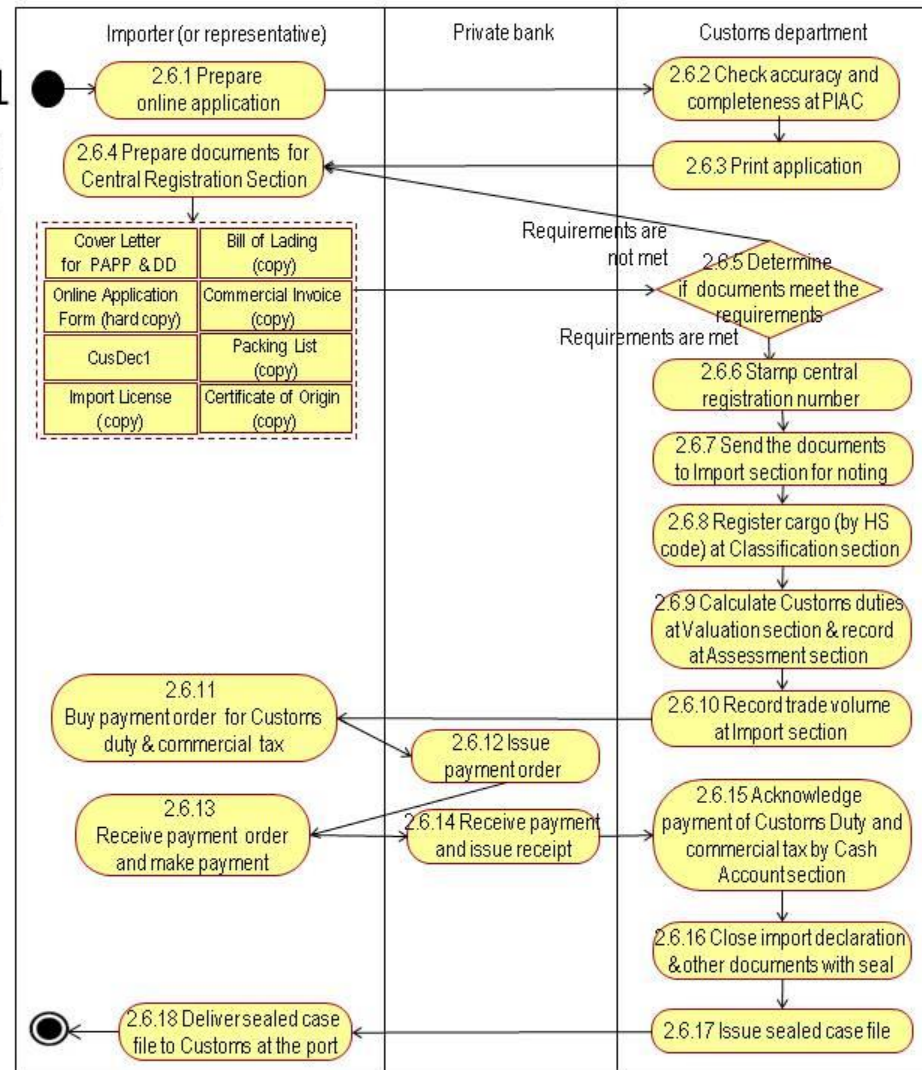 Importer (or representative)
Private bank
Customs department
1
2.6.1 Prepare
online application
2.6.2 Check accuracy and
completeness at PIAC
2.6.4 Prepare documents for
Central Registration Section
2.6.3 Print application
Cover Letter
for PAPP & DD
Bill of Lading
(copy)
Online Application
Form (hard copy)
Commercial Invoice
(copy)
CusDec1
Packing List
(copy)
Import License
(copy)
Certificate of Origin
(copy)
Requirements are
not met
2.6.5 Determine
if documents meet the
requirements
Requirements are met
2.6.6 Stamp central
registration number
2.6.7 Send the documents
to Import section for noting
2.6.8 Register cargo (by HS
code) at Classification section
2.6.9 Calculate Customs duties
at Valuation section & record
at Assessment section
2.6.11
Buy payment order for Customs
duty & commercial tax
2.6.10 Record trade volume
at Import section
2.6.12 Issue
payment order
2.6.13
Receive payment order
and make payment
2.6.14 Receive payment
and issue receipt
2.6.15 Acknowledge
payment of Customs Duty and
commercial tax by Cash
Account section
2.6.16 Close import declaration
& other documents with seal
2.6.18 Deliver sealed case
file to Customs at the port
2.6.17 Issue sealed case file